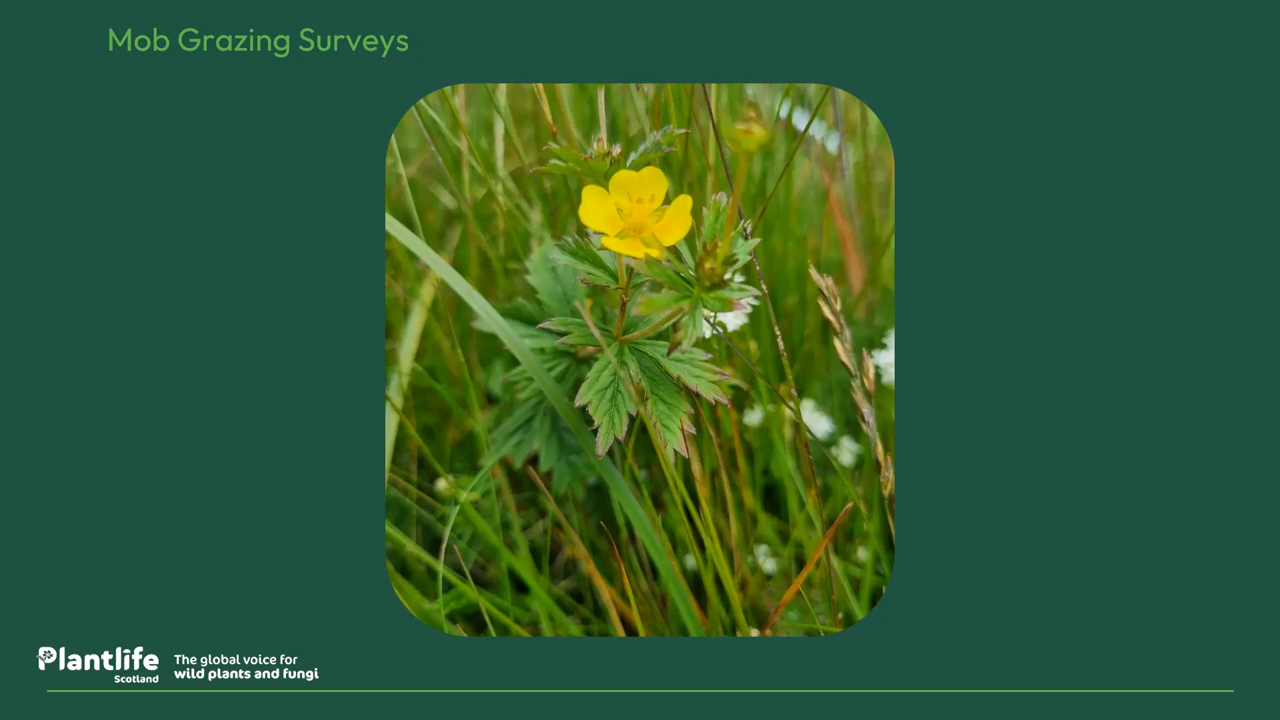 Mob Grazing Surveys
Plantlife
Scotland
The global voice for
wild plants and fungi